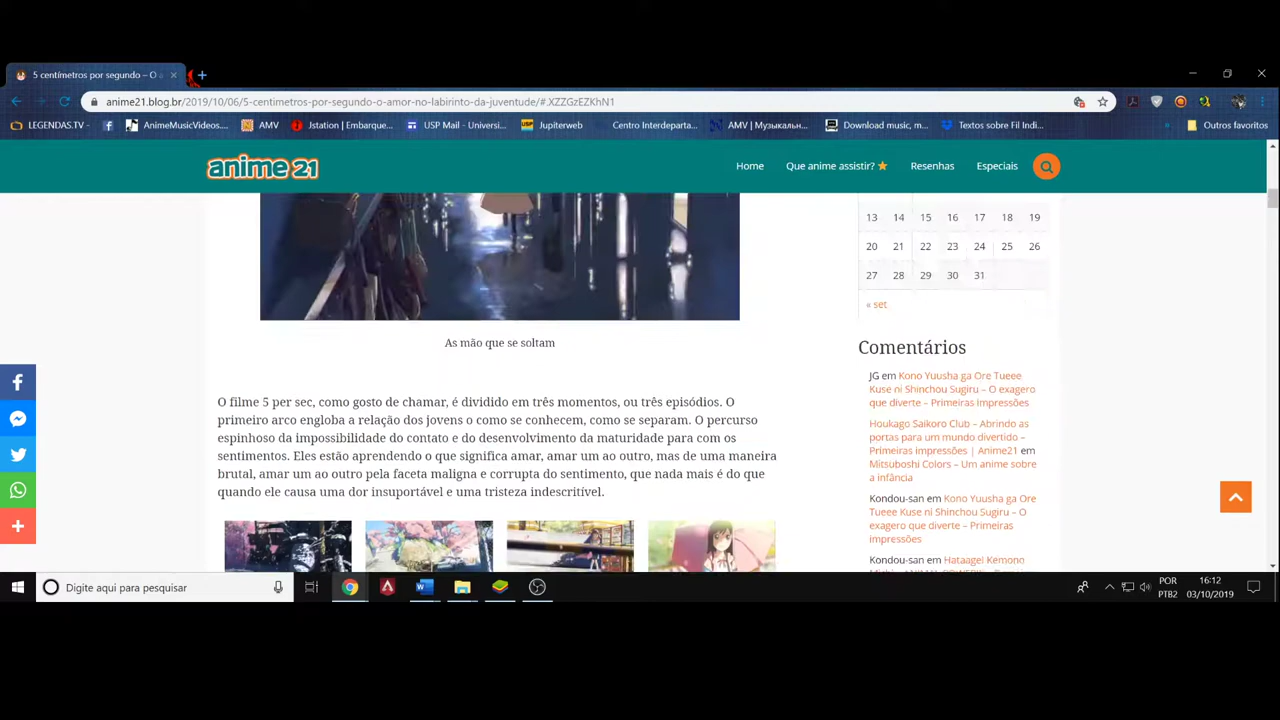 5 centímetros por segundo – O
anime21.blog.br/2019/10/06/5-centimetros-por-segundo-o-amor-no-labirinto-da-juventude/#.XZZGzEZKhN1
LEGENDAS.TV -
AnimeMusicVideos....
AMV
Jstation | Embarque...
USP Mail - Universi...
Jupiterweb
Centro Interdeparta...
AMV | Музыкальн...
Download music, m...
Textos sobre Fil Indi...
Outros favoritos
anime 21
Home
Que anime assistir?
Resenhas
Especiais
13 14 15 16 17 18 19
20 21 22 23 24 25 26
27 28 29 30 31
« set
As mão que se soltam
Comentários
JG em Kono Yuusha ga Ore Tueee
Kuse ni Shinchou Sugiru – O exagero
que diverte – Primeiras impressões
Houkago Saikoro Club – Abrindo as
portas para um mundo divertido –
Primeiras impressões | Anime21 em
Mitsuboshi Colors – Um anime sobre
a infância
Kondou-san em Kono Yuusha ga Ore
Tueee Kuse ni Shinchou Sugiru – O
exagero que diverte – Primeiras
impressões
Kondou-san em Hataage! Kemono
O filme 5 per sec, como gosto de chamar, é dividido em três momentos, ou três episódios. O
primeiro arco engloba a relação dos jovens o como se conhecem, como se separam. O percurso
espinhoso da impossibilidade do contato e do desenvolvimento da maturidade para com os
sentimentos. Eles estão aprendendo o que significa amar, amar um ao outro, mas de uma maneira
brutal, amar um ao outro pela faceta maligna e corrupta do sentimento, que nada mais é do que
quando ele causa uma dor insuportável e uma tristeza indescritível.
Digite aqui para pesquisar
POR
PTB2
16:12
03/10/2019